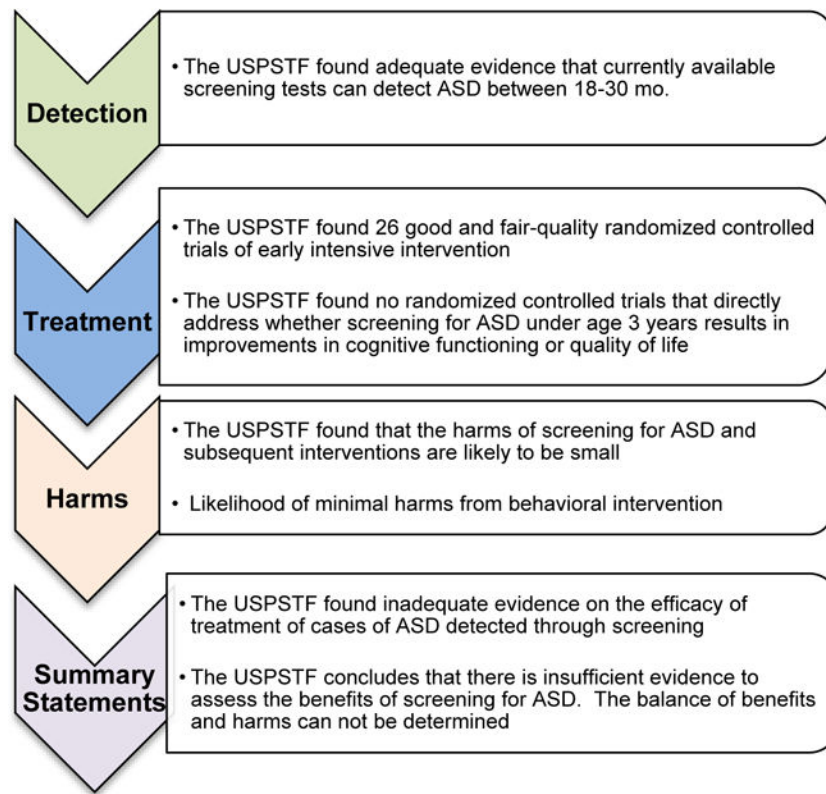 Detection
• The USPSTF found adequate evidence that currently available
screening tests can detect ASD between 18-30 mo.
Treatment
• The USPSTF found 26 good and fair-quality randomized controlled
trials of early intensive intervention
• The USPSTF found no randomized controlled trials that directly
address whether screening for ASD under age 3 years results in
improvements in cognitive functioning or quality of life
Harms
• The USPSTF found that the harms of screening for ASD and
subsequent interventions are likely to be small
• Likelihood of minimal harms from behavioral intervention
Summary
Statements
• The USPSTF found inadequate evidence on the efficacy of
treatment of cases of ASD detected through screening
• The USPSTF concludes that there is insufficient evidence to
assess the benefits of screening for ASD. The balance of benefits
and harms can not be determined